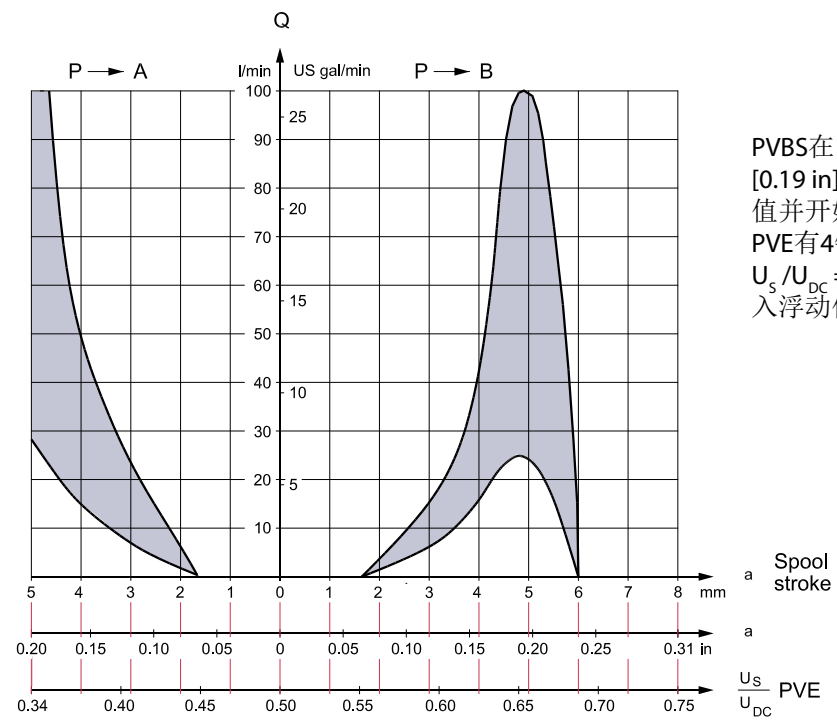 Q
P → A
l/min
US gal/min
P → B
100
90
80
70
60
50
40
30
20
10
25
20
15
10
5
PVBS在
[0.19 in]
值并开
PVE有4
U_S /U_DC =
入浮动
5 4 3 2 1 0 1 2 3 4 5 6 7 8 mm
a Spool stroke
0.20 0.15 0.10 0.05 0 0.05 0.10 0.15 0.20 0.25 0.31 in
a
0.34 0.40 0.45 0.50 0.55 0.60 0.65 0.70 0.75
U_S
U_DC
PVE